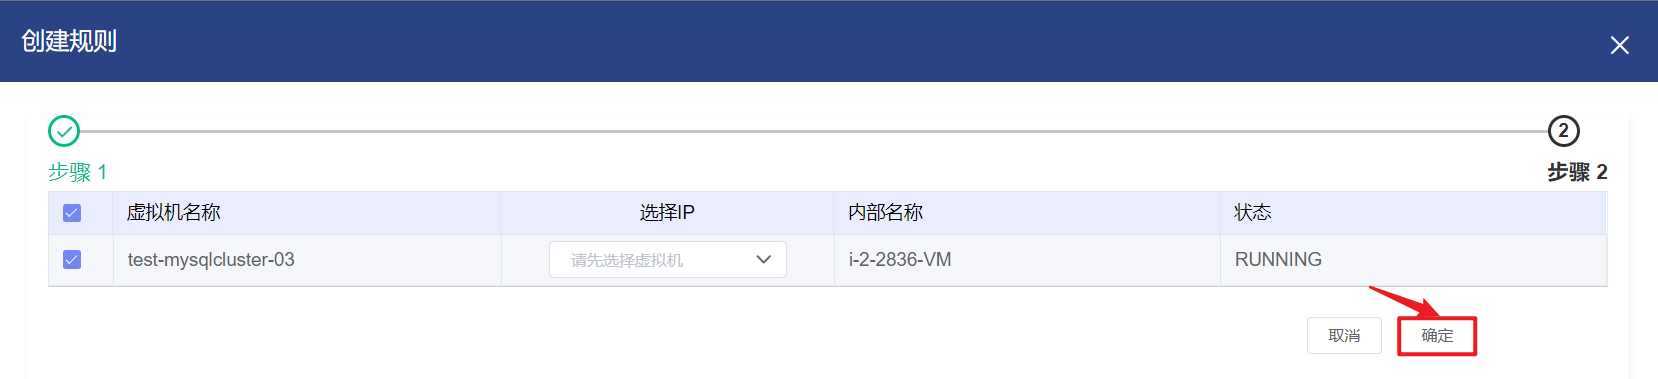 创建规则
2
步骤 1
步骤 2
虚拟机名称 选择IP 内部名称 状态
test-mysqlcluster-03 请先选择虚拟机 i-2-2836-VM RUNNING
取消 确定